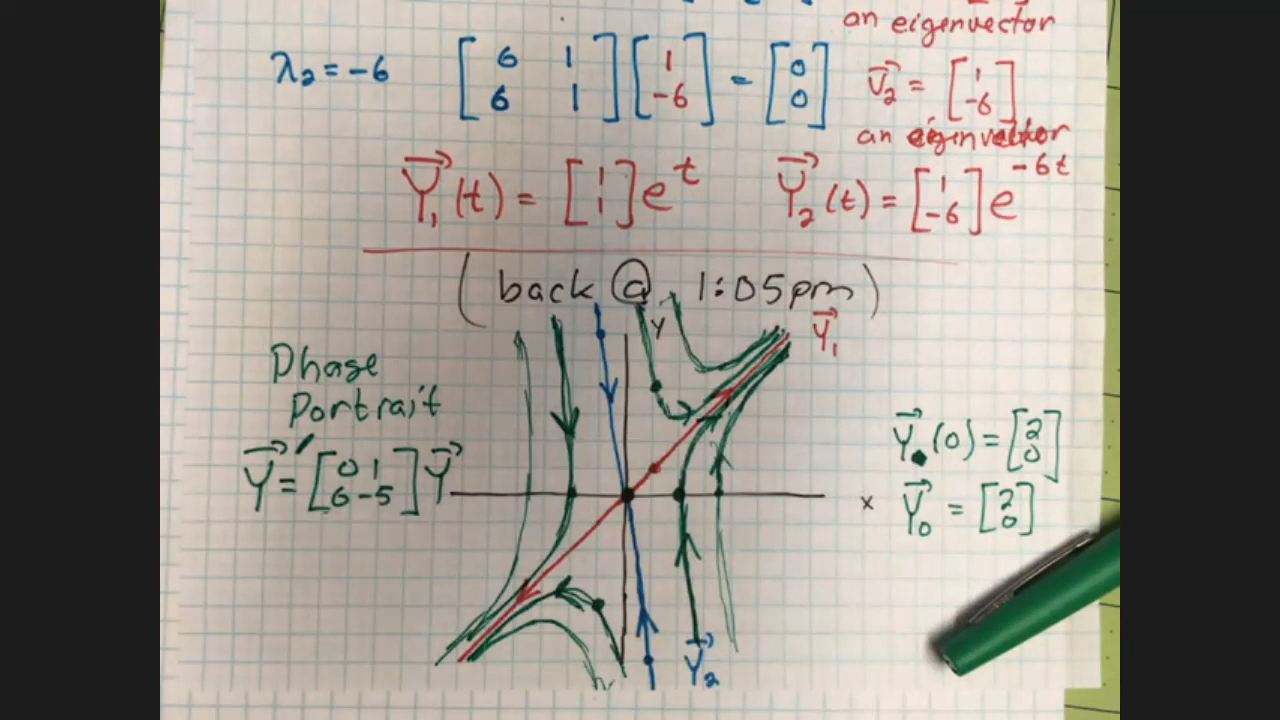 an eigenvector
λ₂ = -6 [6 1; 6 1] [1; -6] = [0; 0] V⃗₂ = [1; -6]
an eigenvector
Y⃗₁(t) = [1; 1] e^t Y⃗₂(t) = [1; -6] e^-6t
(back @ 1:05pm)
Y
Y⃗₁
Phase
Portrait
Y⃗' = [0 1; 6 -5] Y⃗
Y⃗ (0) = [2; 0]
x
Y⃗₀ = [2; 0]
Y⃗₂